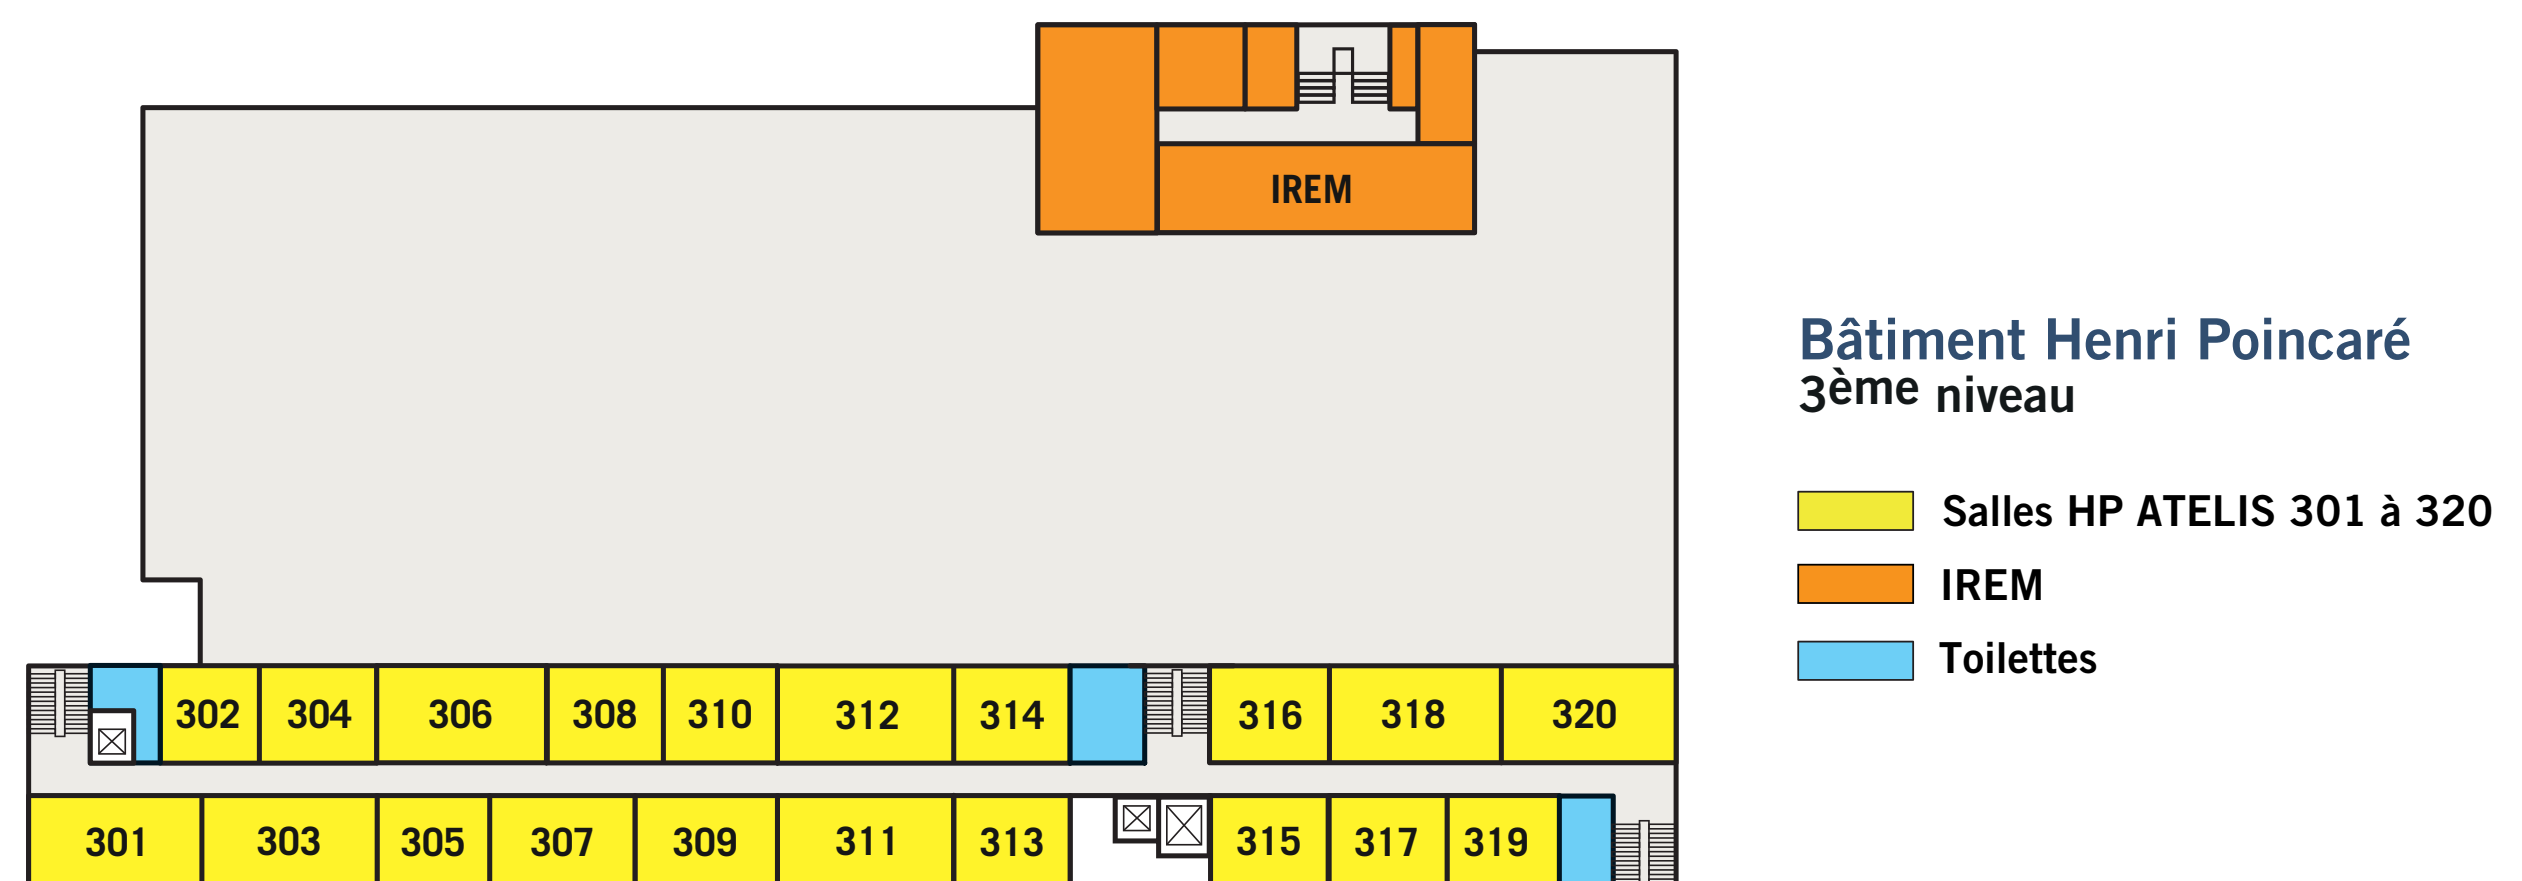 IREM
Bâtiment Henri Poincaré
3ème niveau
Salles HP ATELIS 301 à 320
IREM
Toilettes
302 304 306 308 310 312 314 316 318 320
301 303 305 307 309 311 313 315 317 319